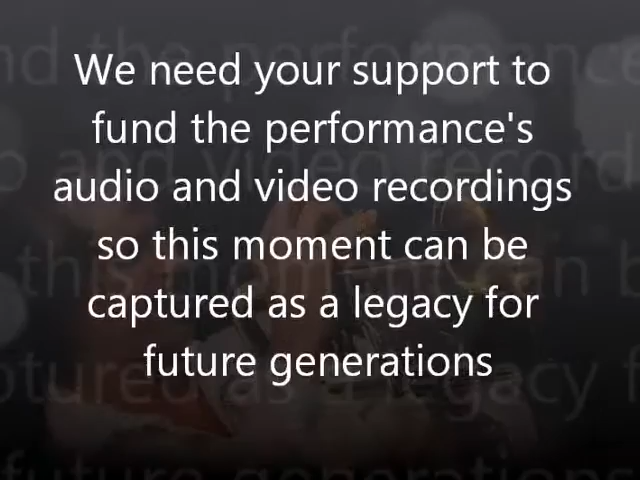 We need your support to
fund the performance's
audio and video recordings
so this moment can be
captured as a legacy for
future generations